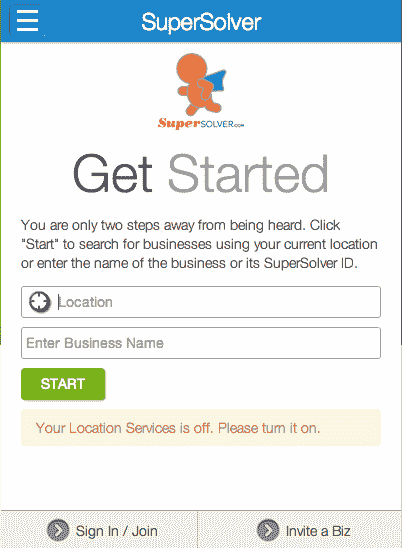 SuperSolver
SuperSOLVER.COM
Get Started
You are only two steps away from being heard. Click
"Start" to search for businesses using your current location
or enter the name of the business or its SuperSolver ID.
Location
Enter Business Name
START
Your Location Services is off. Please turn it on.
Sign In / Join
Invite a Biz